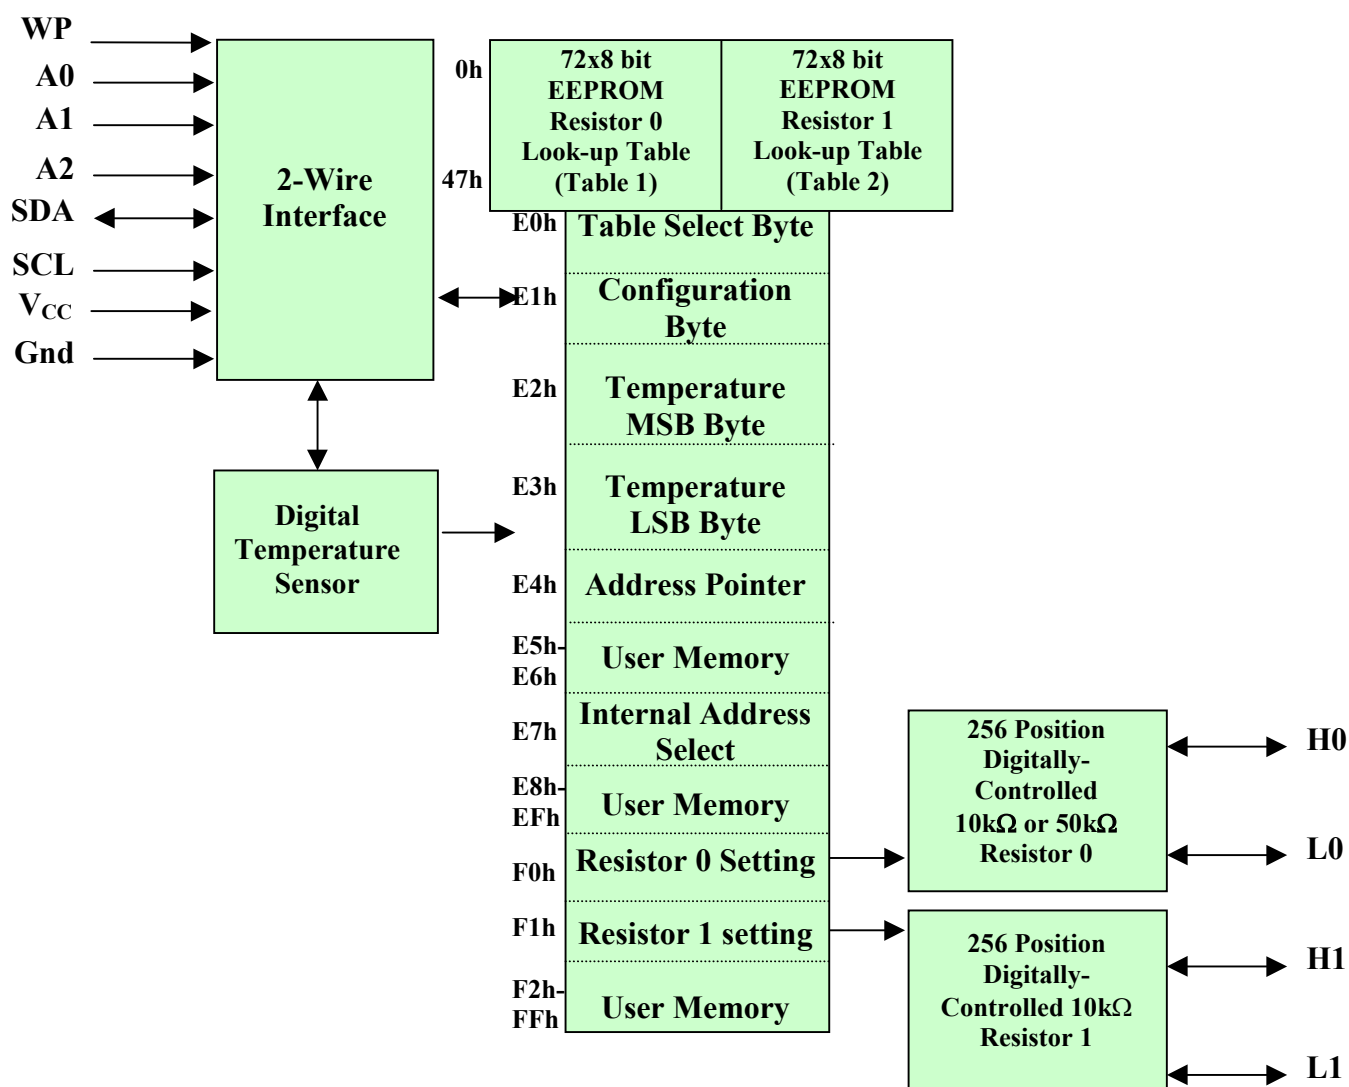 WP
A0
A1
A2
SDA
SCL
VCC
Gnd
2-Wire
Interface
Digital
Temperature
Sensor
0h
47h
72x8 bit
EEPROM
Resistor 0
Look-up Table
(Table 1)
72x8 bit
EEPROM
Resistor 1
Look-up Table
(Table 2)
E0h
Table Select Byte
E1h
Configuration
Byte
E2h
Temperature
MSB Byte
E3h
Temperature
LSB Byte
E4h
Address Pointer
E5h-
E6h
User Memory
E7h
Internal Address
Select
E8h-
EFh
User Memory
F0h
Resistor 0 Setting
F1h
Resistor 1 setting
F2h-
FFh
User Memory
256 Position
Digitally-
Controlled
10kΩ or 50kΩ
Resistor 0
H0
L0
256 Position
Digitally-
Controlled 10kΩ
Resistor 1
H1
L1